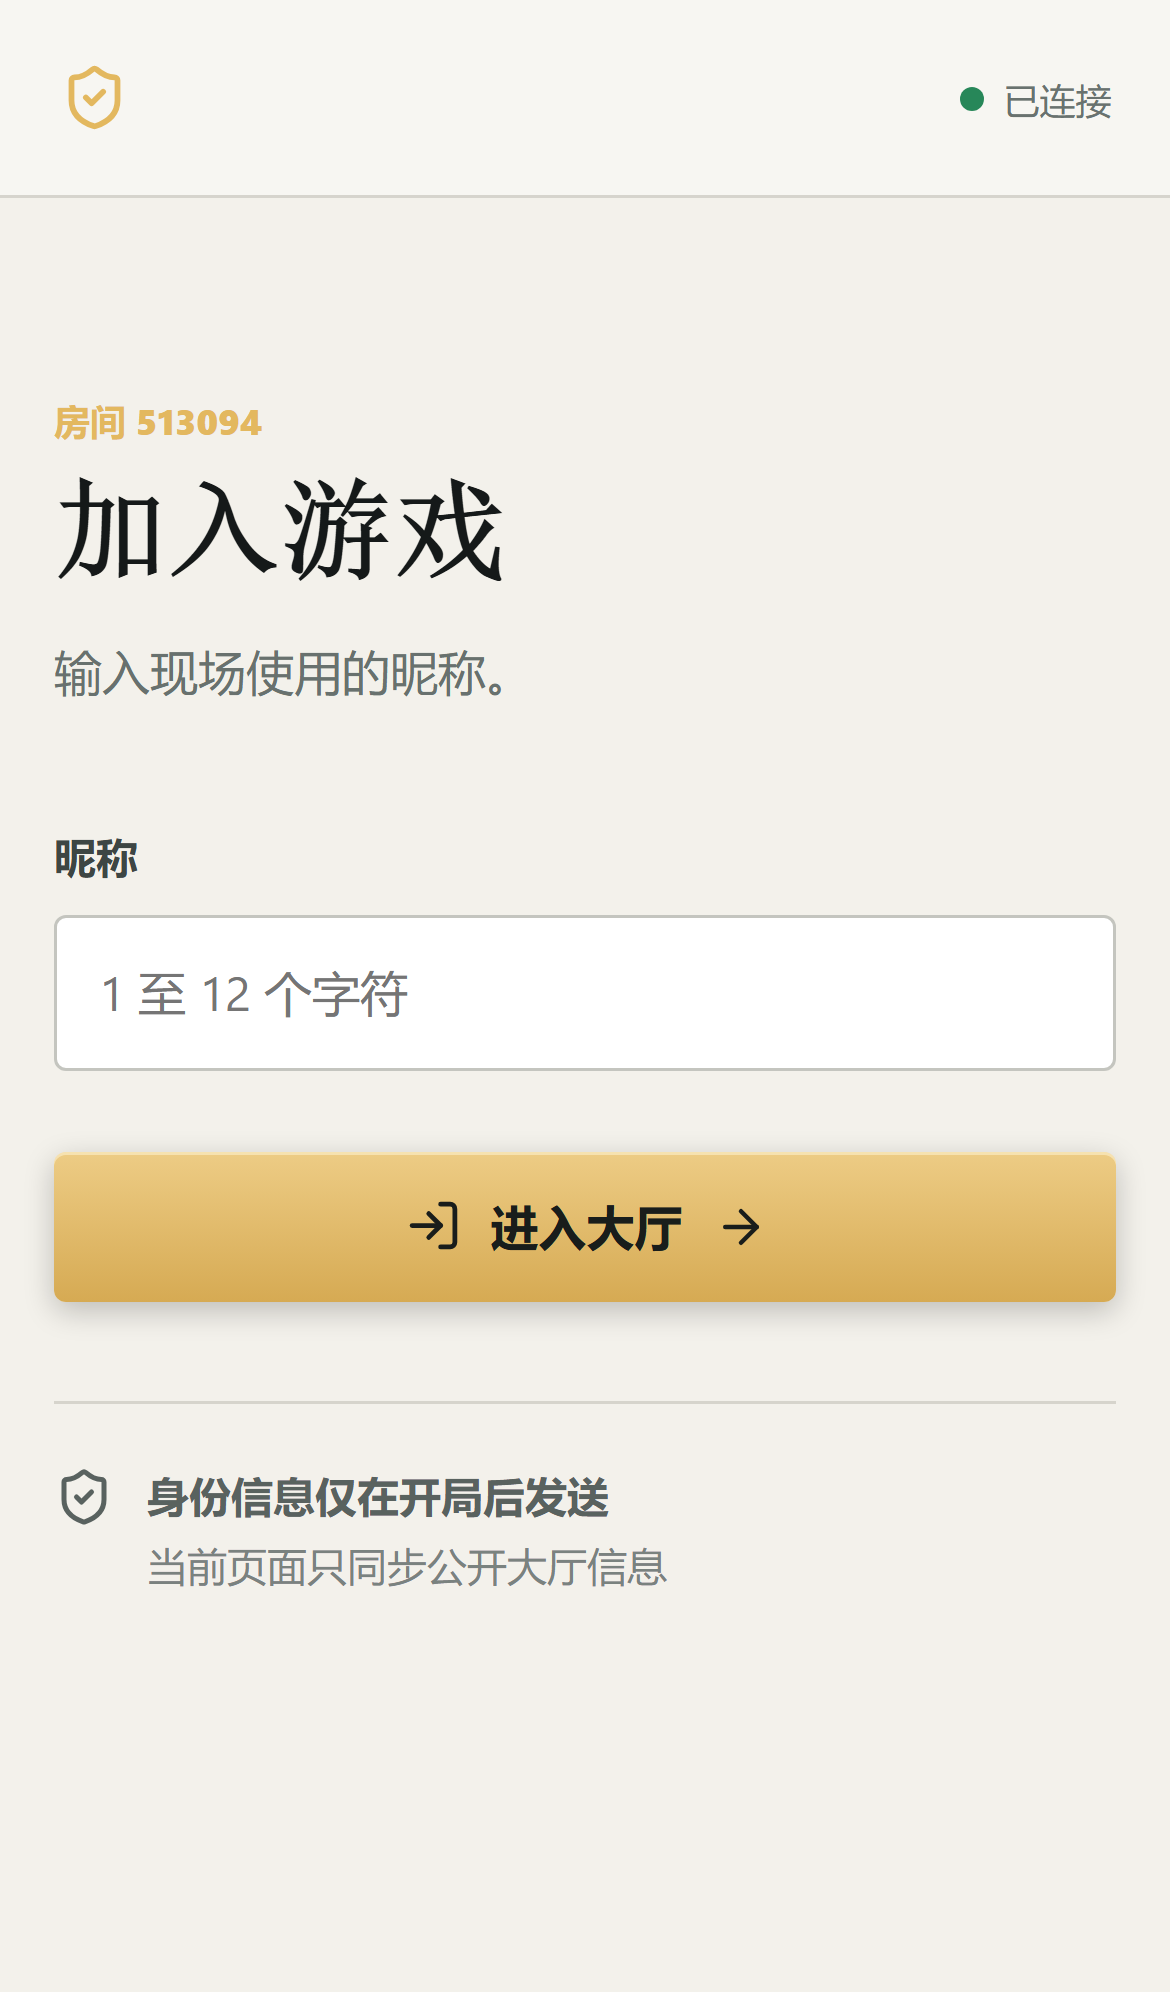 已连接
房间 513094
加入游戏
输入现场使用的昵称。
昵称
1 至 12 个字符
进入大厅
身份信息仅在开局后发送
当前页面只同步公开大厅信息